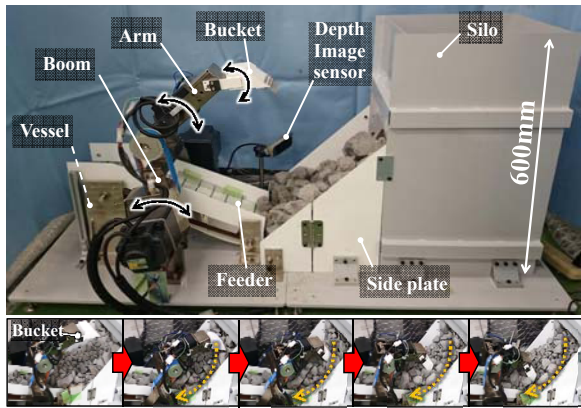 Arm
Bucket
Depth
Image
sensor
Silo
Boom
Vessel
600mm
Feeder
Side plate
Bucket